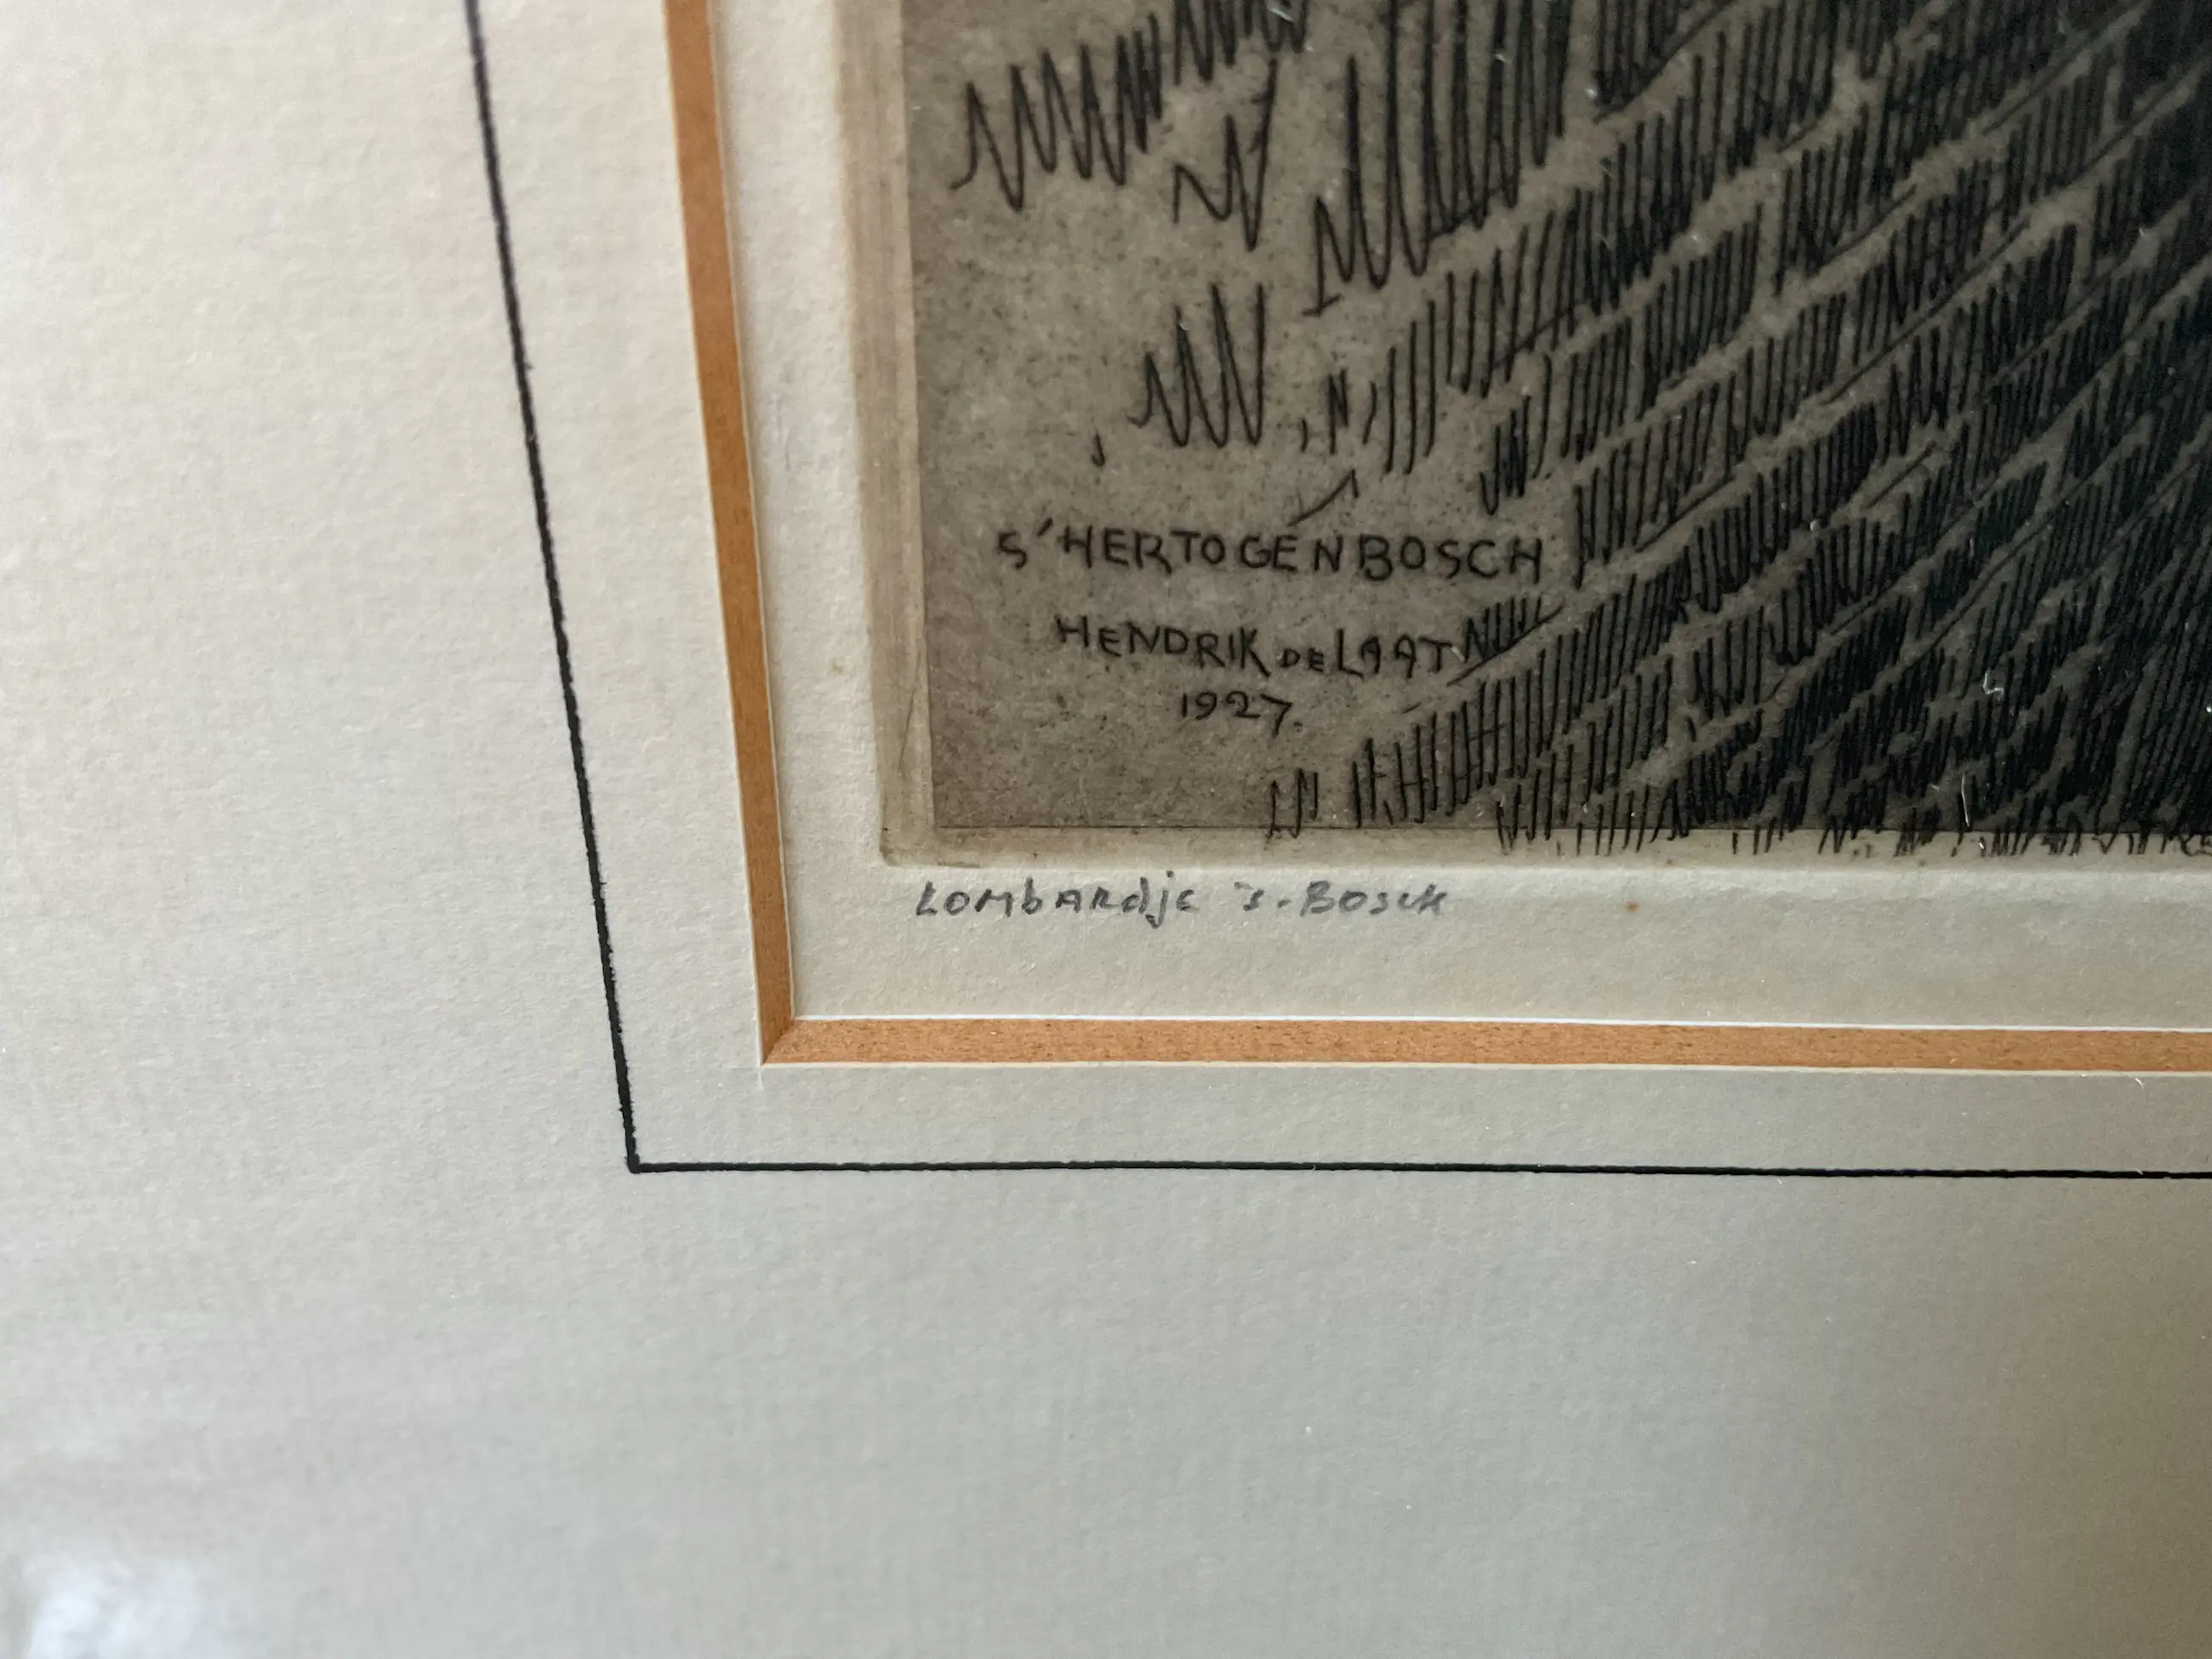 S'HERTOGENBOSCH
HENDRIK DE LAAT
1927.
Lombardje 's-Bosch